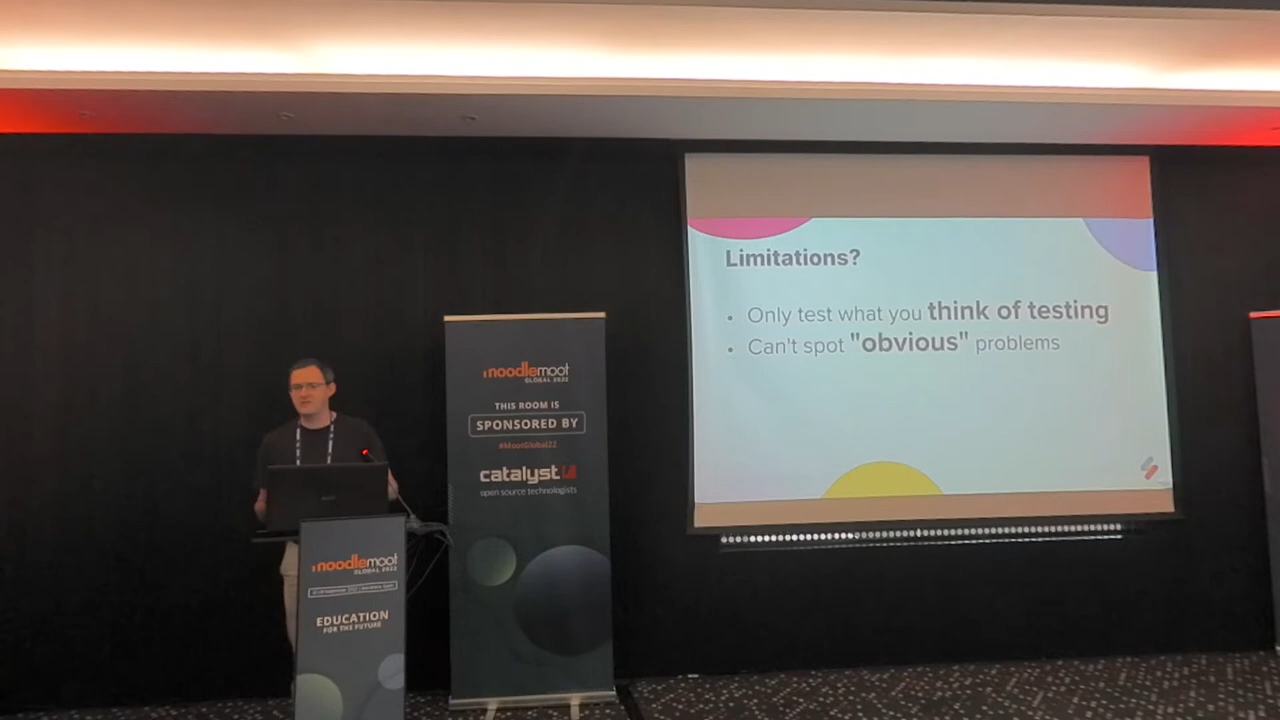 Limitations?
• Only test what you think of testing
• Can't spot "obvious" problems
moodlemoot
GLOBAL 2022
THIS ROOM IS
SPONSORED BY
#MootGlobal22
catalyst
open source technologists
moodlemoot
GLOBAL 2022
EDUCATION
FOR THE FUTURE